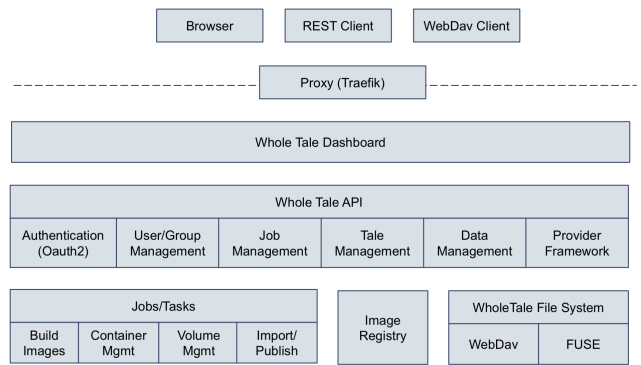 Browser
REST Client
WebDav Client
Proxy (Traefik)
Whole Tale Dashboard
Whole Tale API
Authentication
(Oauth2)
User/Group
Management
Job
Management
Tale
Management
Data
Management
Provider
Framework
Jobs/Tasks
Build
Images
Container
Mgmt
Volume
Mgmt
Import/
Publish
Image
Registry
WholeTale File System
WebDav
FUSE